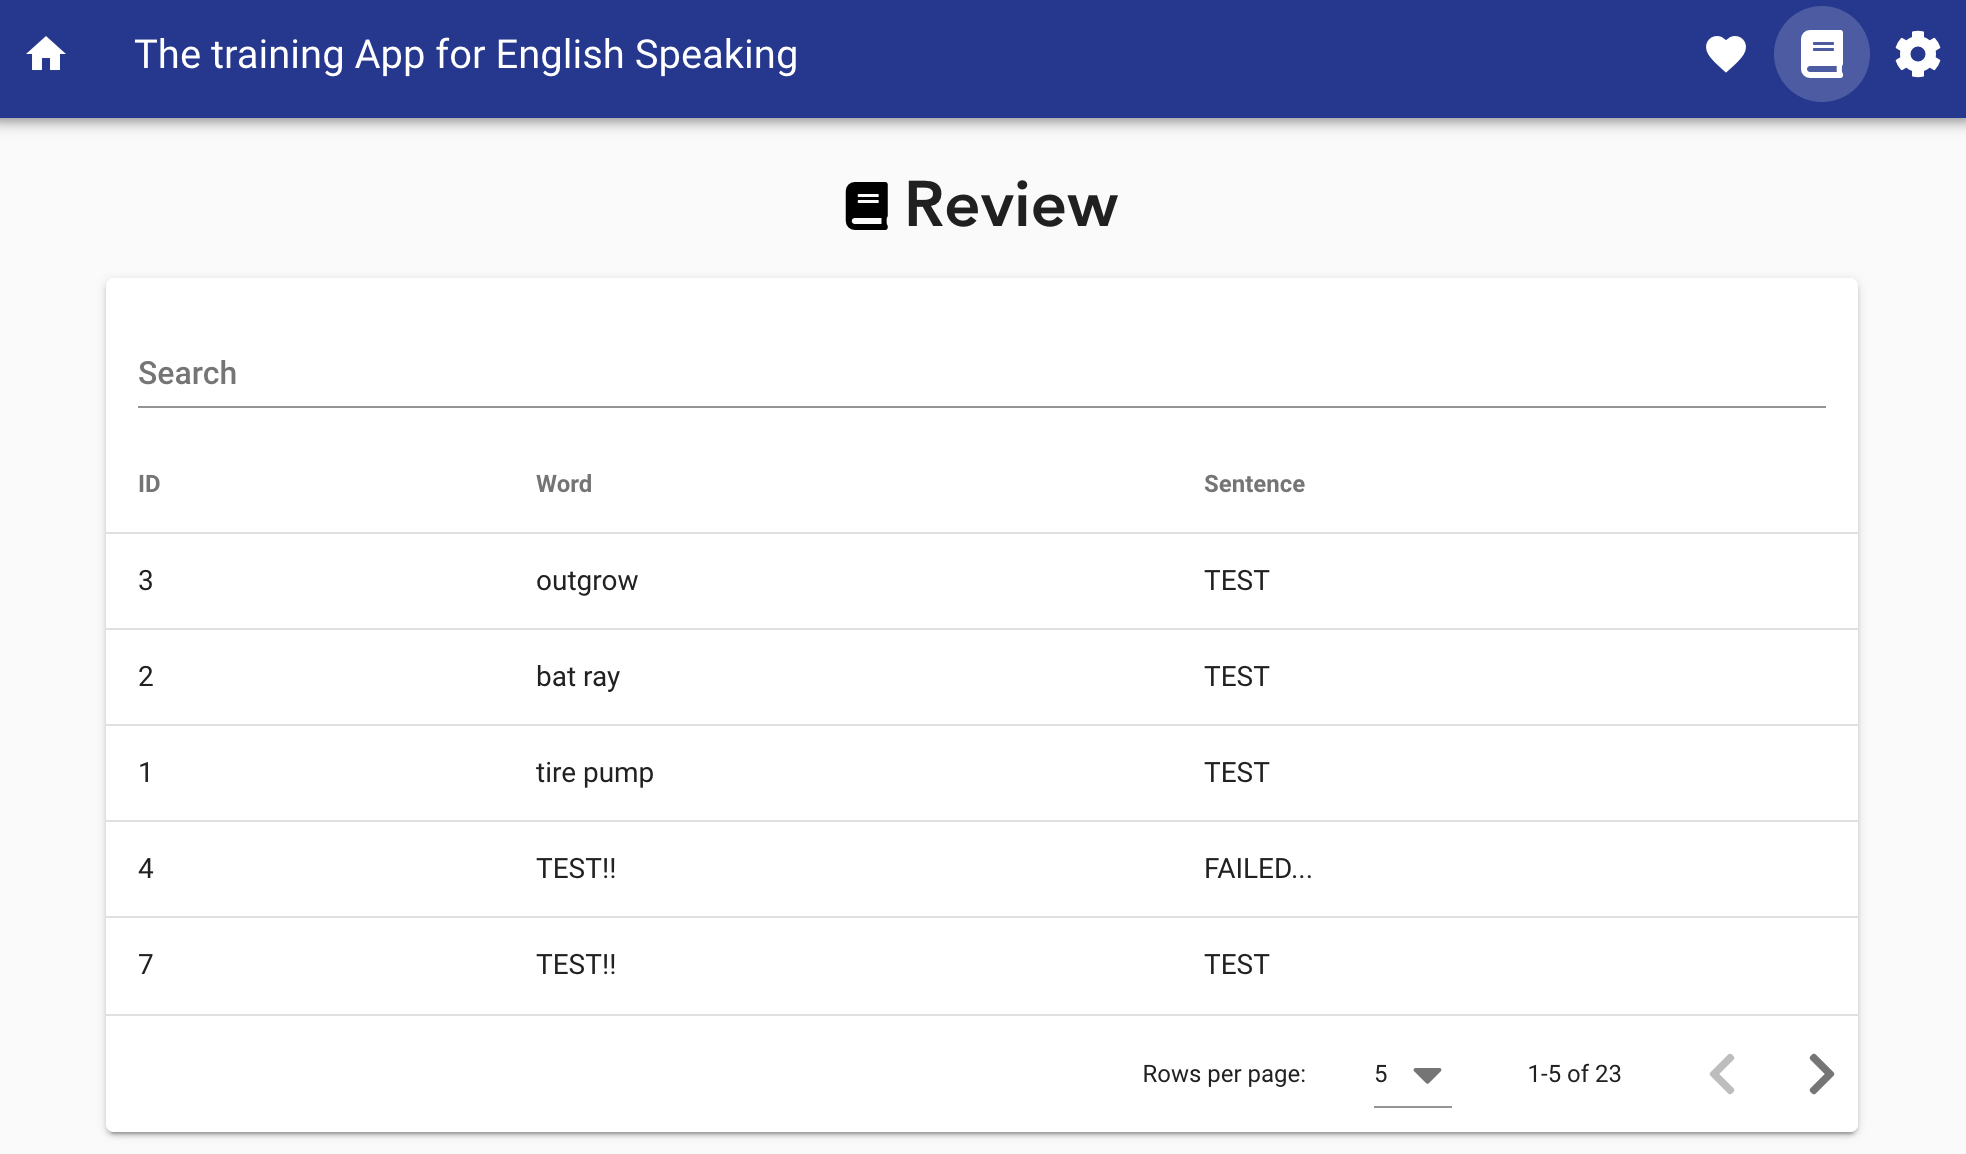 The training App for English Speaking
Review
Search
ID Word Sentence
3 outgrow TEST
2 bat ray TEST
1 tire pump TEST
4 TEST!! FAILED...
7 TEST!! TEST
Rows per page: 5 1-5 of 23